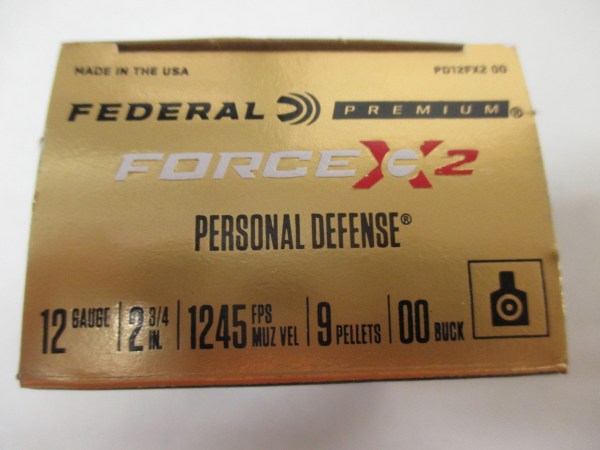 MADE IN THE USA PD12FX2 00
FEDERAL PREMIUM®
FORCE X2
PERSONAL DEFENSE®
12 GAUGE | 2 3/4 IN. | 1245 FPS MUZ VEL | 9 PELLETS | 00 BUCK